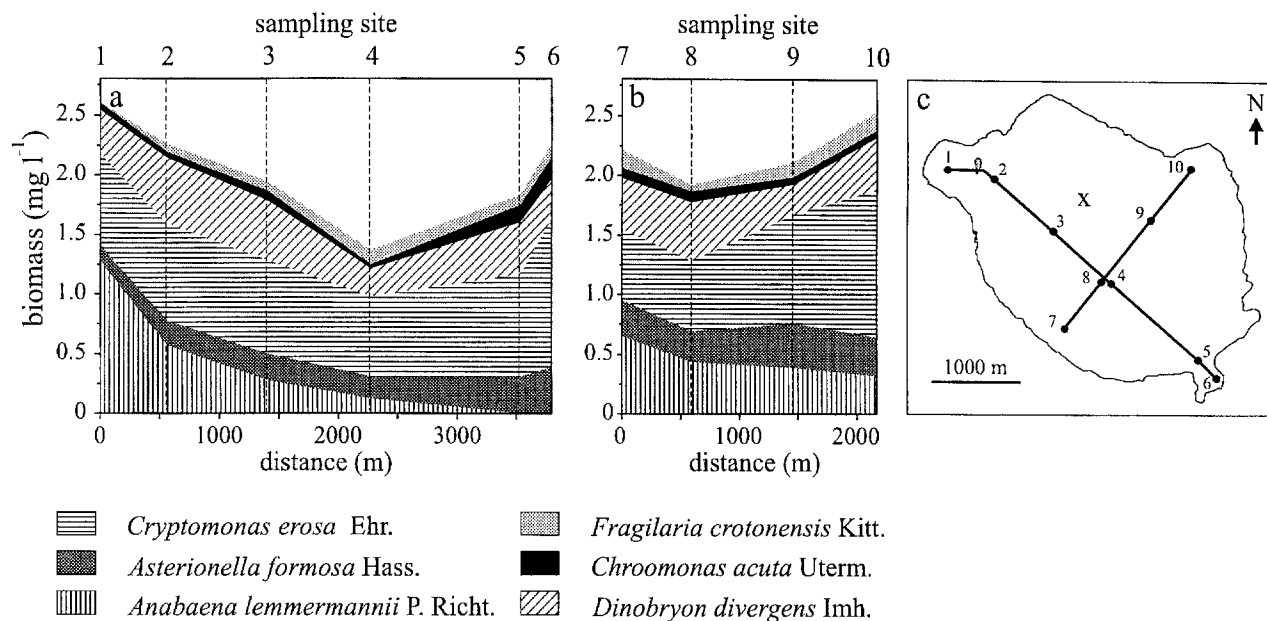 sampling site
1 2 3 4 5 6
a
2.5
2.0
1.5
1.0
0.5
0
biomass (mg l⁻¹)
0 1000 2000 3000
distance (m)
sampling site
7 8 9 10
b
2.5
2.0
1.5
1.0
0.5
0
0 1000 2000
distance (m)
c
N
1
2
10
x
3
9
8 4
7
5
6
1000 m
Cryptomonas erosa Ehr.
Asterionella formosa Hass.
Anabaena lemmermannii P. Richt.
Fragilaria crotonensis Kitt.
Chroomonas acuta Uterm.
Dinobryon divergens Imh.